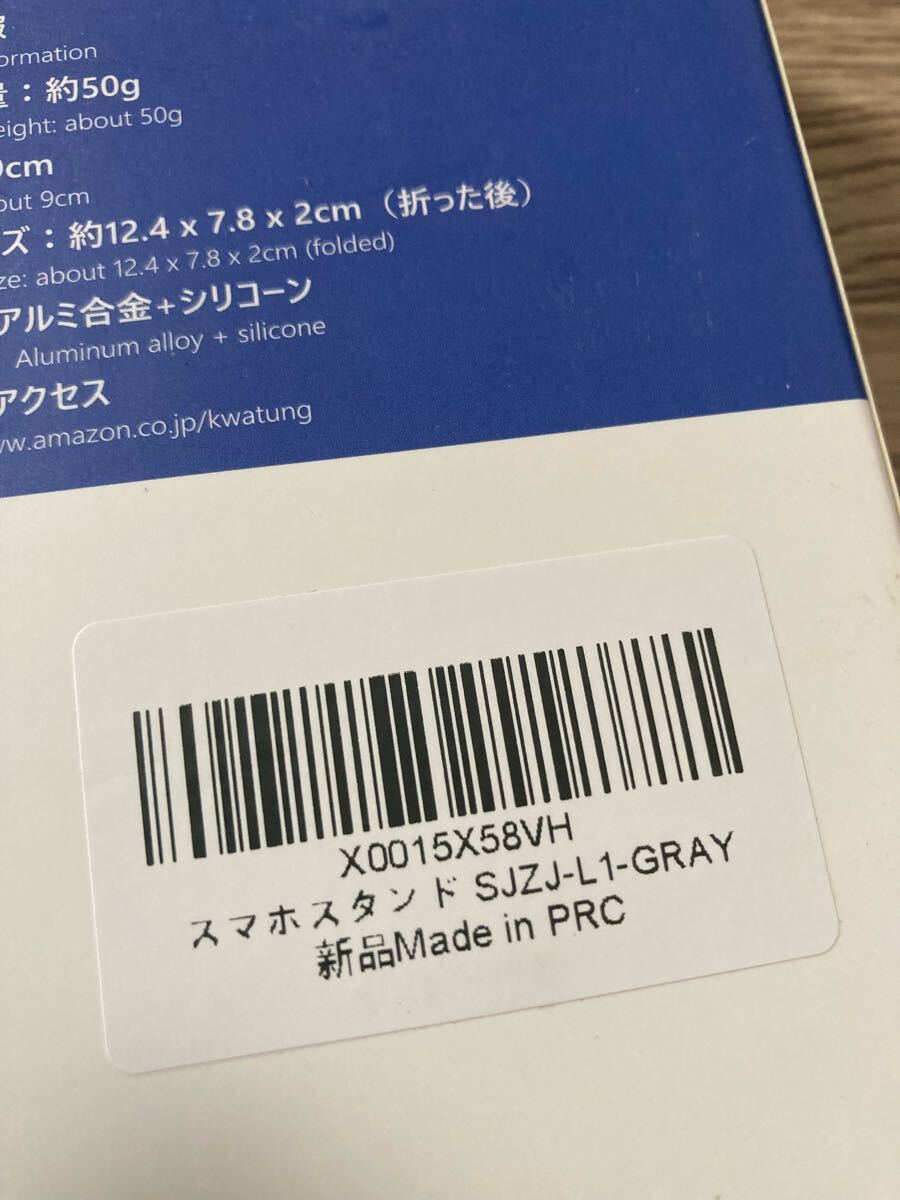 報
ormation
量：約50g
eight: about 50g
9cm
out 9cm
ズ：約12.4 x 7.8 x 2cm（折った後）
ze: about 12.4 x 7.8 x 2cm (folded)
アルミ合金+シリコーン
Aluminum alloy + silicone
アクセス
ww.amazon.co.jp/kwatung
X0015X58VH
スマホスタンド SJZJ-L1-GRAY
新品Made in PRC